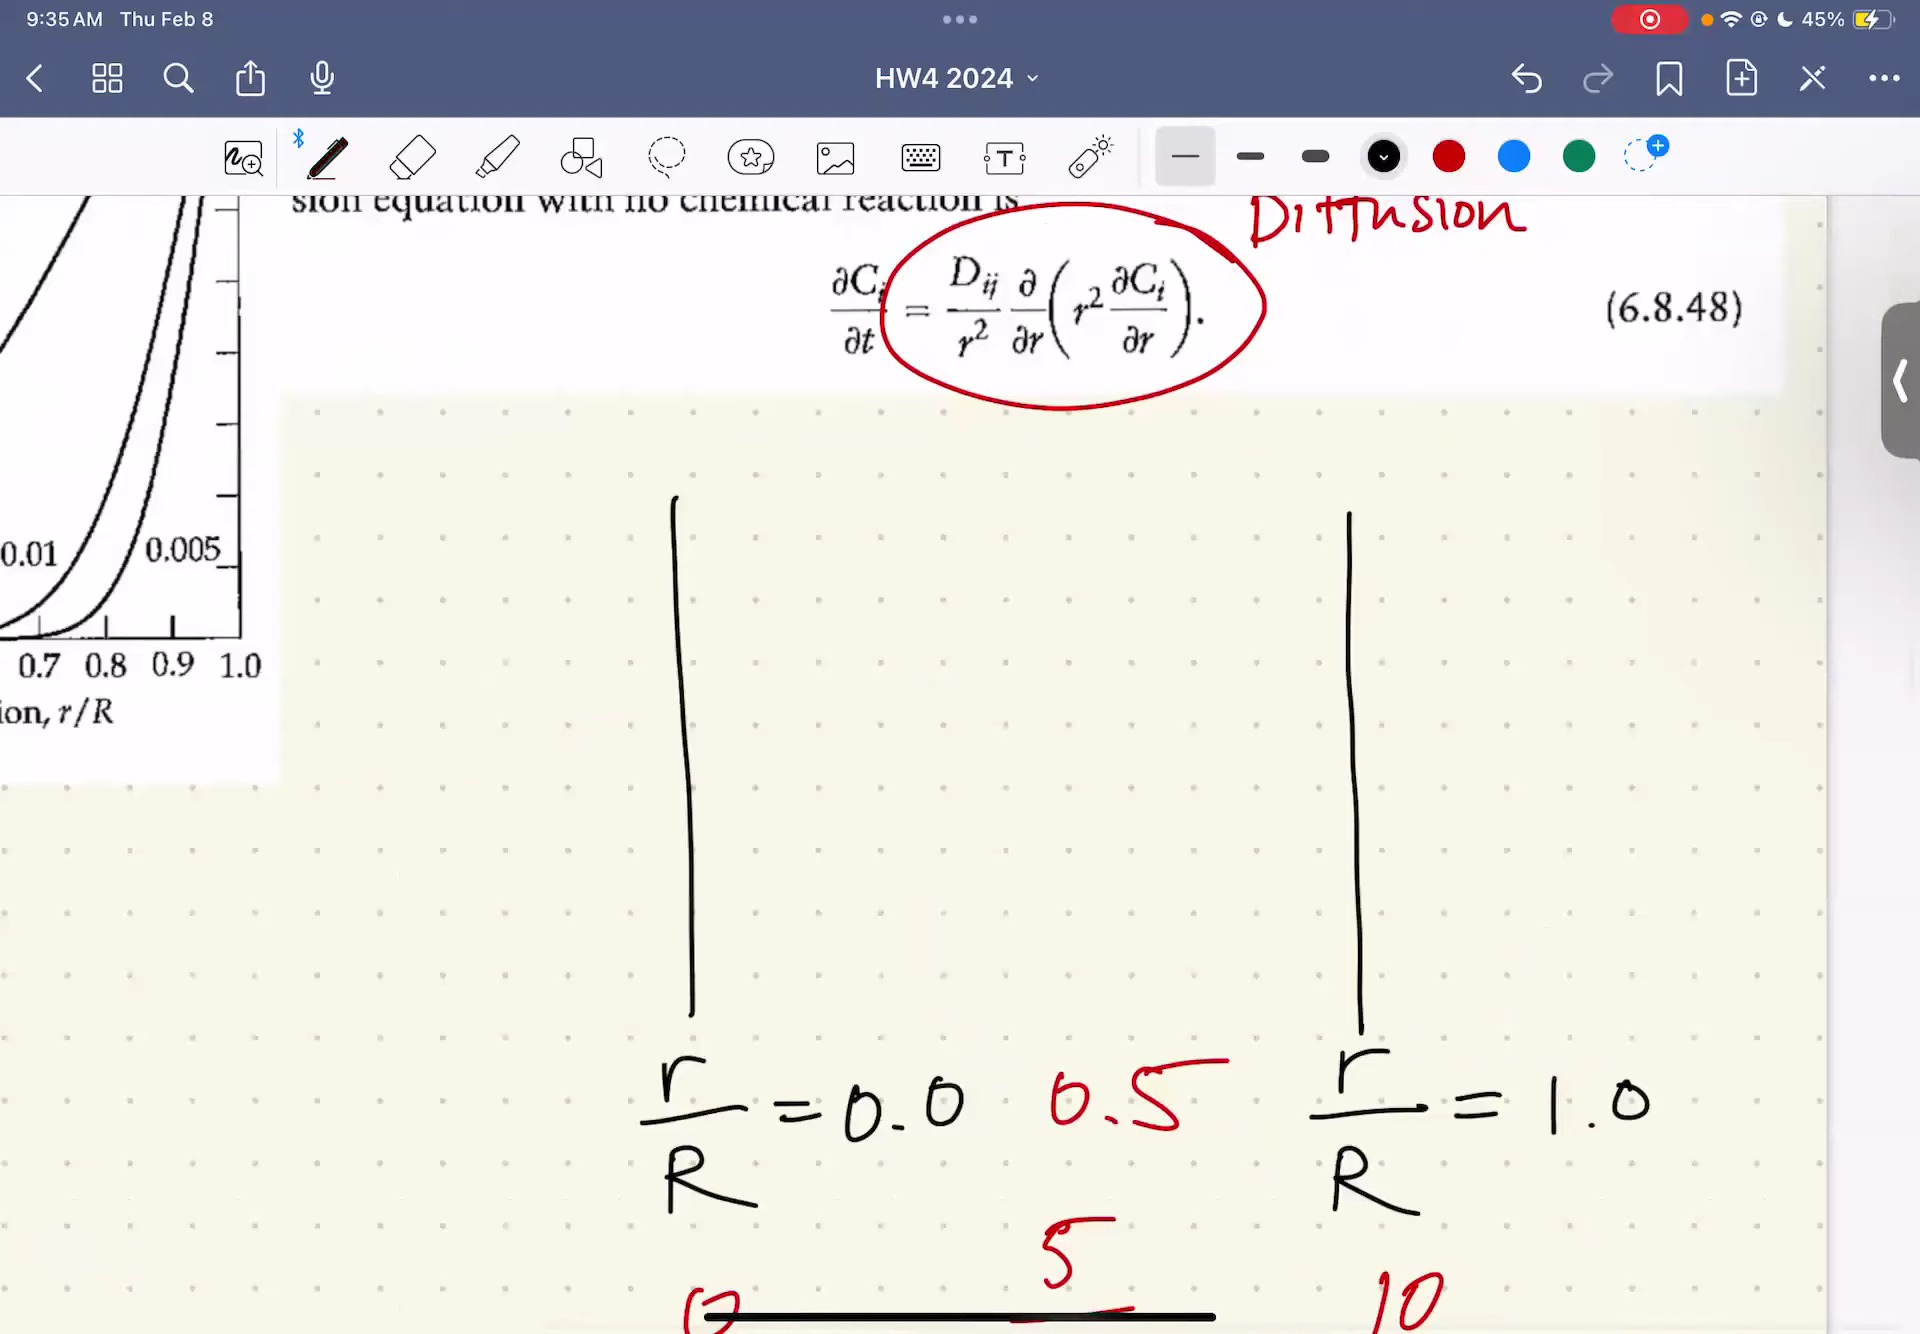 9:35 AM Thu Feb 8
45%
HW4 2024
T
sion equation with no chemical reaction is
Diffusion
∂Ci/∂t = Dij/r² ∂/∂r (r² ∂Ci/∂r).
(6.8.48)
0.01 0.005
0.7 0.8 0.9 1.0
ion, r/R
r/R = 0.0 0.5 r/R = 1.0
5
0 10